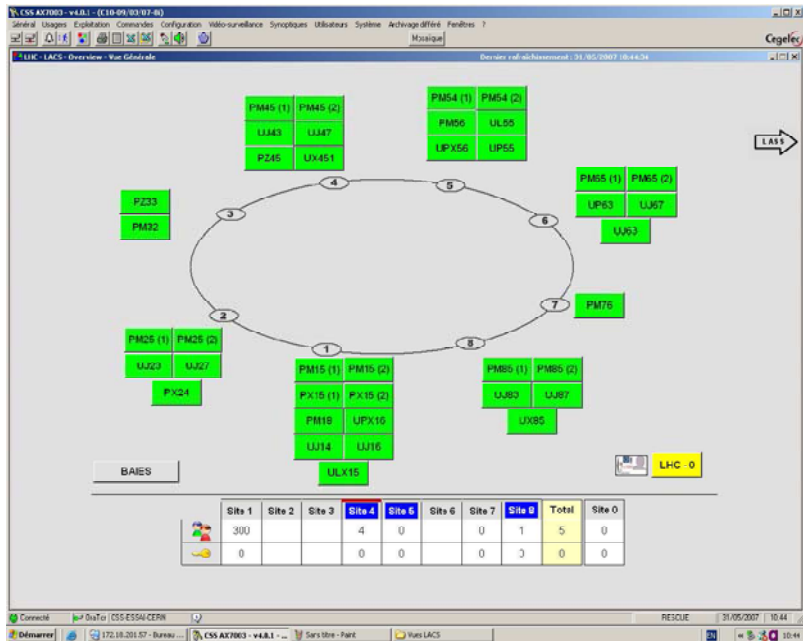 CSS AX7003 - v4.0.1 - (C10-09/03/07-8i)
Général Usagers Exploitation Commandes Configuration Vidéo-surveillance Synoptiques Utilisateurs Système Archivage différé Fenêtres ?
Mosaique
Cegelec
LHC - LACS - Overview - Vue Générale
Dernier rafraîchissement : 31/05/2007 10:44:34
PM45 (1) PM45 (2)
UJ43 UJ47
PZ45 UX451
PM54 (1) PM54 (2)
PM56 UL55
UPX56 UP55
LASS
PM65 (1) PM65 (2)
UP63 UJ67
UJ63
PZ33
PM32
4
5
3
6
7
PM76
2
1
8
PM25 (1) PM25 (2)
UJ23 UJ27
PX24
PM15 (1) PM15 (2)
PX15 (1) PX15 (2)
PM18 UPX16
UJ14 UJ16
ULX15
PM85 (1) PM85 (2)
UJ83 UJ87
UX85
BAIES
LHC - 0
Site 1 Site 2 Site 3 Site 4 Site 5 Site 6 Site 7 Site 8 Total Site 0
300 4 0 0 1 5 0
0 0 0 0 0 0 0
Connecté OraTcr CSS-ESSAI-CERN RESCUE 31/05/2007 10:44
Démarrer 172.18.201.57 - Bureau ... CSS AX7003 - v4.0.1 - ... Sans titre - Paint Vues LACS EN 10:44